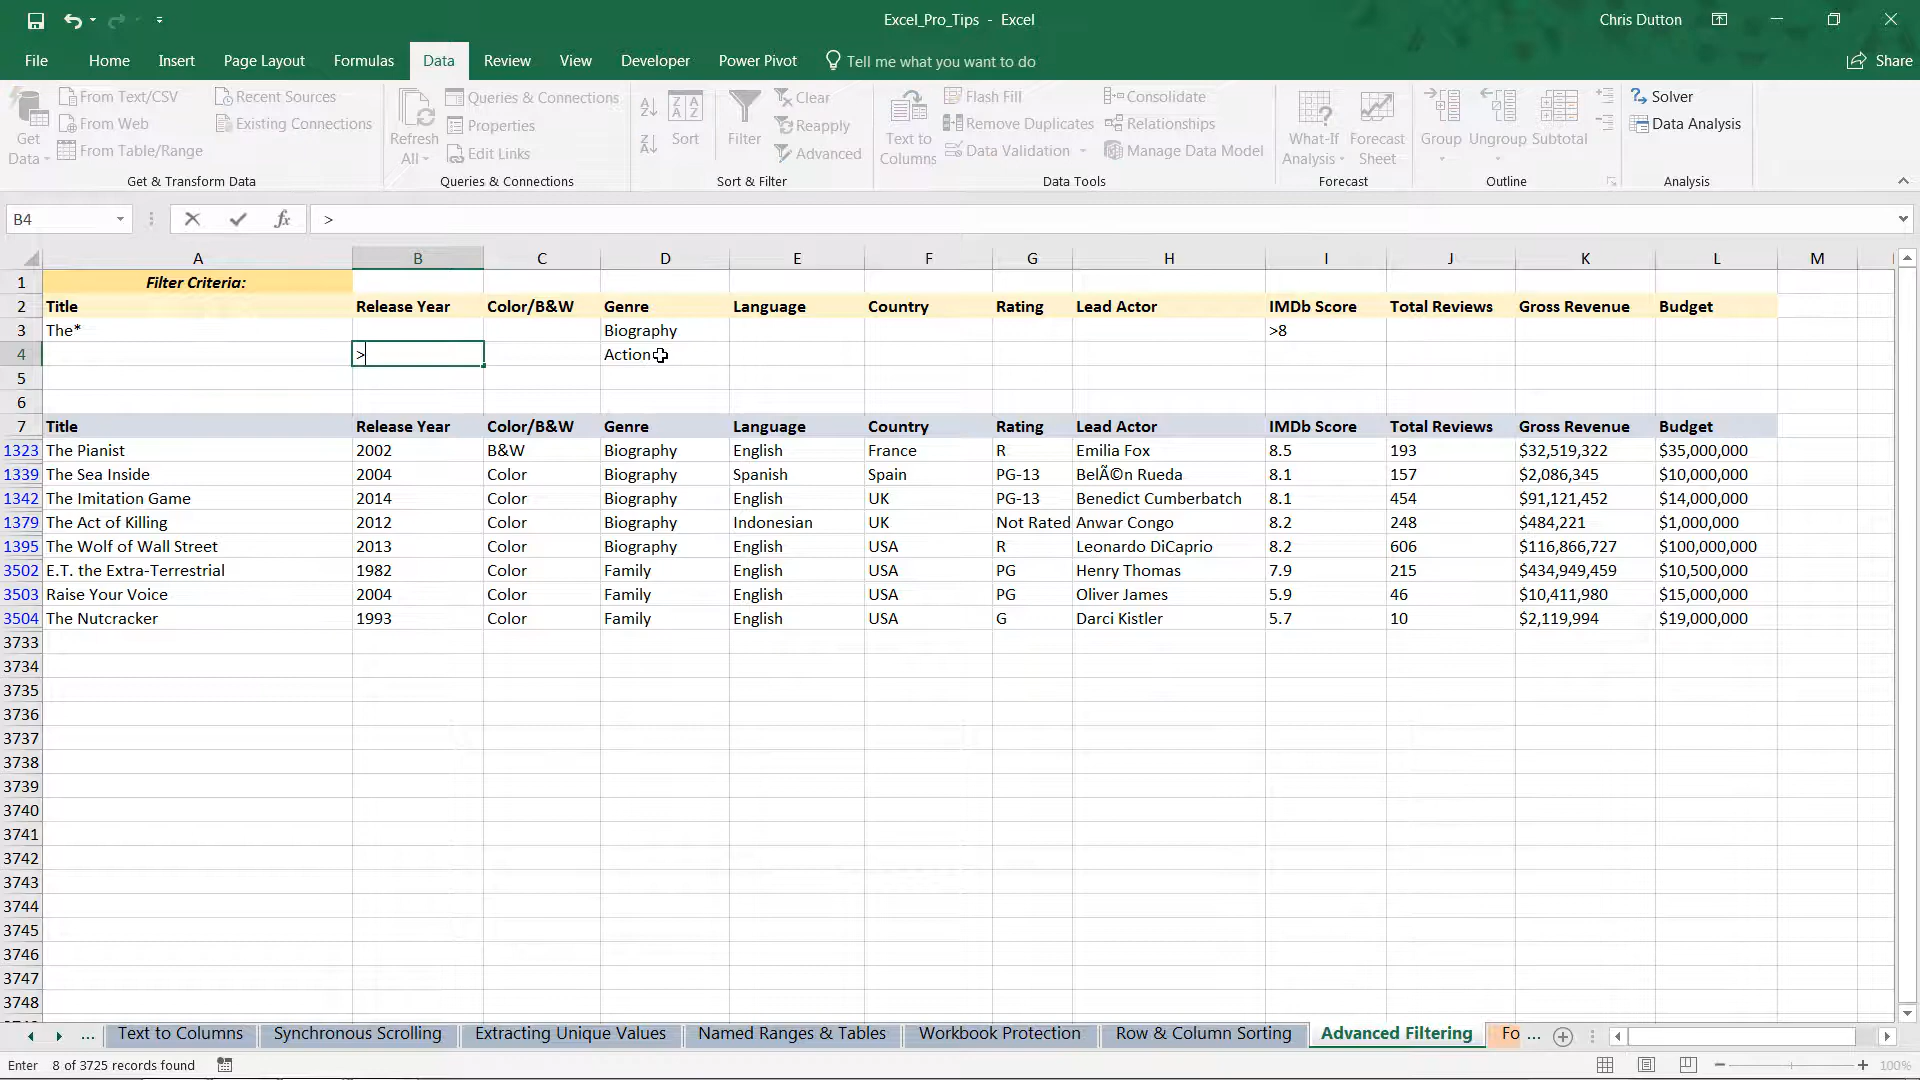 Excel_Pro_Tips - Excel
Chris Dutton
File Home Insert Page Layout Formulas Data Review View Developer Power Pivot Tell me what you want to do
Share
Get Data
From Text/CSV
From Web
From Table/Range
Recent Sources
Existing Connections
Get & Transform Data
Refresh All
Queries & Connections
Properties
Edit Links
Queries & Connections
Sort
Filter
Clear
Reapply
Advanced
Sort & Filter
Text to Columns
Flash Fill
Remove Duplicates
Data Validation
Consolidate
Relationships
Manage Data Model
Data Tools
What-If Analysis
Forecast Sheet
Forecast
Group
Ungroup
Subtotal
Outline
Solver
Data Analysis
Analysis
B4 fx >
A B C D E F G H I J K L M
1 Filter Criteria:
2 Title Release Year Color/B&W Genre Language Country Rating Lead Actor IMDb Score Total Reviews Gross Revenue Budget
3 The* Biography >8
4 > Action
5
6
7 Title Release Year Color/B&W Genre Language Country Rating Lead Actor IMDb Score Total Reviews Gross Revenue Budget
1323 The Pianist 2002 B&W Biography English France R Emilia Fox 8.5 193 $32,519,322 $35,000,000
1339 The Sea Inside 2004 Color Biography Spanish Spain PG-13 BelÃ©n Rueda 8.1 157 $2,086,345 $10,000,000
1342 The Imitation Game 2014 Color Biography English UK PG-13 Benedict Cumberbatch 8.1 454 $91,121,452 $14,000,000
1379 The Act of Killing 2012 Color Biography Indonesian UK Not Rated Anwar Congo 8.2 248 $484,221 $1,000,000
1395 The Wolf of Wall Street 2013 Color Biography English USA R Leonardo DiCaprio 8.2 606 $116,866,727 $100,000,000
3502 E.T. the Extra-Terrestrial 1982 Color Family English USA PG Henry Thomas 7.9 215 $434,949,459 $10,500,000
3503 Raise Your Voice 2004 Color Family English USA PG Oliver James 5.9 46 $10,411,980 $15,000,000
3504 The Nutcracker 1993 Color Family English USA G Darci Kistler 5.7 10 $2,119,994 $19,000,000
3733
3734
3735
3736
3737
3738
3739
3740
3741
3742
3743
3744
3745
3746
3747
3748
... Text to Columns Synchronous Scrolling Extracting Unique Values Named Ranges & Tables Workbook Protection Row & Column Sorting Advanced Filtering Fo ...
Enter 8 of 3725 records found 100%